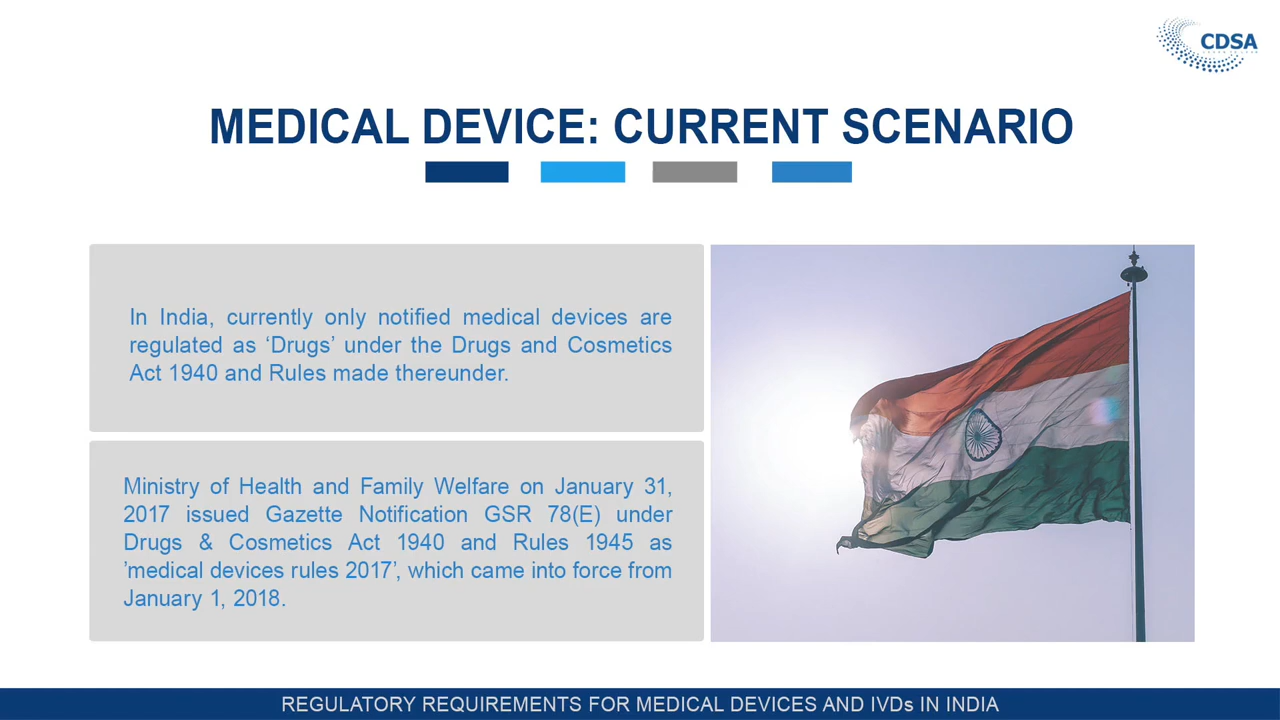 CDSA
MEDICAL DEVICE: CURRENT SCENARIO
In India, currently only notified medical devices are
regulated as ‘Drugs’ under the Drugs and Cosmetics
Act 1940 and Rules made thereunder.
Ministry of Health and Family Welfare on January 31,
2017 issued Gazette Notification GSR 78(E) under
Drugs & Cosmetics Act 1940 and Rules 1945 as
’medical devices rules 2017’, which came into force from
January 1, 2018.
REGULATORY REQUIREMENTS FOR MEDICAL DEVICES AND IVDs IN INDIA